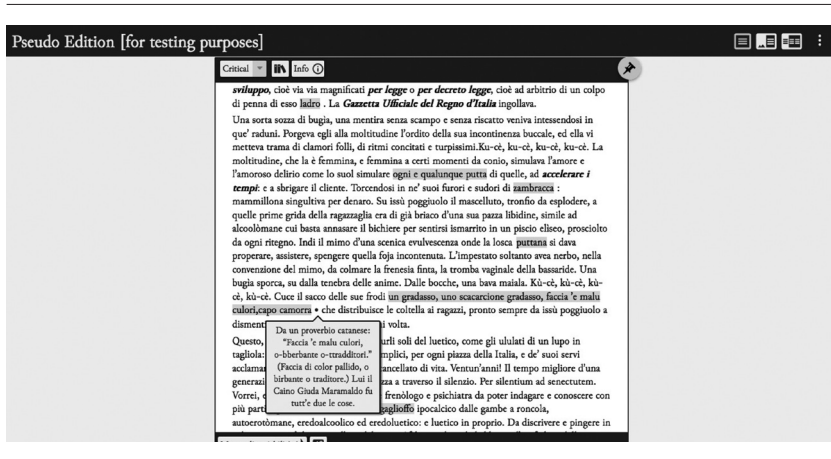 Pseudo Edition [for testing purposes]
Critical
Info
sviluppo, cioè via via magnificati per legge o per decreto legge, cioè ad arbitrio di un colpo
di penna di esso ladro . La Gazzetta Ufficiale del Regno d'Italia ingollava.
Una sorta sozza di bugia, una mentira senza scampo e senza riscatto veniva intessendosi in
que' raduni. Porgeva egli alla moltitudine l'ordito della sua incontinenza buccale, ed ella vi
metteva trama di clamori folli, di ritmi concitati e turpissimi.Ku-cè, ku-cè, ku-cè, ku-cè. La
moltitudine, che la è femmina, e femmina a certi momenti da conio, simulava l'amore e
l'amoroso delirio come lo suol simulare ogni e qualunque putta di quelle, ad accelerare i
tempi: e a sbrigare il cliente. Torcendosi in ne' suoi furori e sudori di zambracca :
mammillona singultiva per denaro. Su issù poggiuolo il mascelluto, tronfio da esplodere, a
quelle prime grida della ragazzaglia era di già briaco d'una sua pazza libidine, simile ad
alcoolòmane cui basta annasare il bichiere per sentirsi ismarrito in un piscio eliseo, prosciolto
da ogni ritegno. Indi il mimo d'una scenica evulvescenza onde la losca puttana si dava
properare, assistere, spengere quella foja incontenuta. L'impestato soltanto avea nerbo, nella
convenzione del mimo, da colmare la frenesia finta, la tromba vaginale della bassaride. Una
bugia sporca, su dalla tenebra delle anime. Dalle bocche, una bava maiala. Kù-cè, kù-cè, kù-
cè, kù-cè. Cuce il sacco delle sue frodi un gradasso, uno scacarcione gradasso, faccia 'e malu
culori,capo camorra • che distribuisce le coltella ai ragazzi, pronto sempre da issù poggiuolo a
disment i volta.
Da un proverbio catanese:
"Faccia 'e malu culori,
o-bberbante o-ttradditori."
(Faccia di color pallido, o
birbante o traditore.) Lui il
Caino Giuda Maramaldo fu
tutt'e due le cose.
Questo, urli soli del luetico, come gli ululati di un lupo in
tagliola: mplici, per ogni piazza della Italia, e de' suoi servi
acclamar ancellato di vita. Ventun'anni! Il tempo migliore d'una
generazi zza a traverso il silenzio. Per silentium ad senectutem.
Vorrei, e frenòlogo e psichiatra da poter indagare e conoscere con
più parti gaglioffo ipocalcico dalle gambe a roncola,
autoerotòmane, eredoalcoolico ed eredoluetico: e luetico in proprio. Da discrivere e pingere in